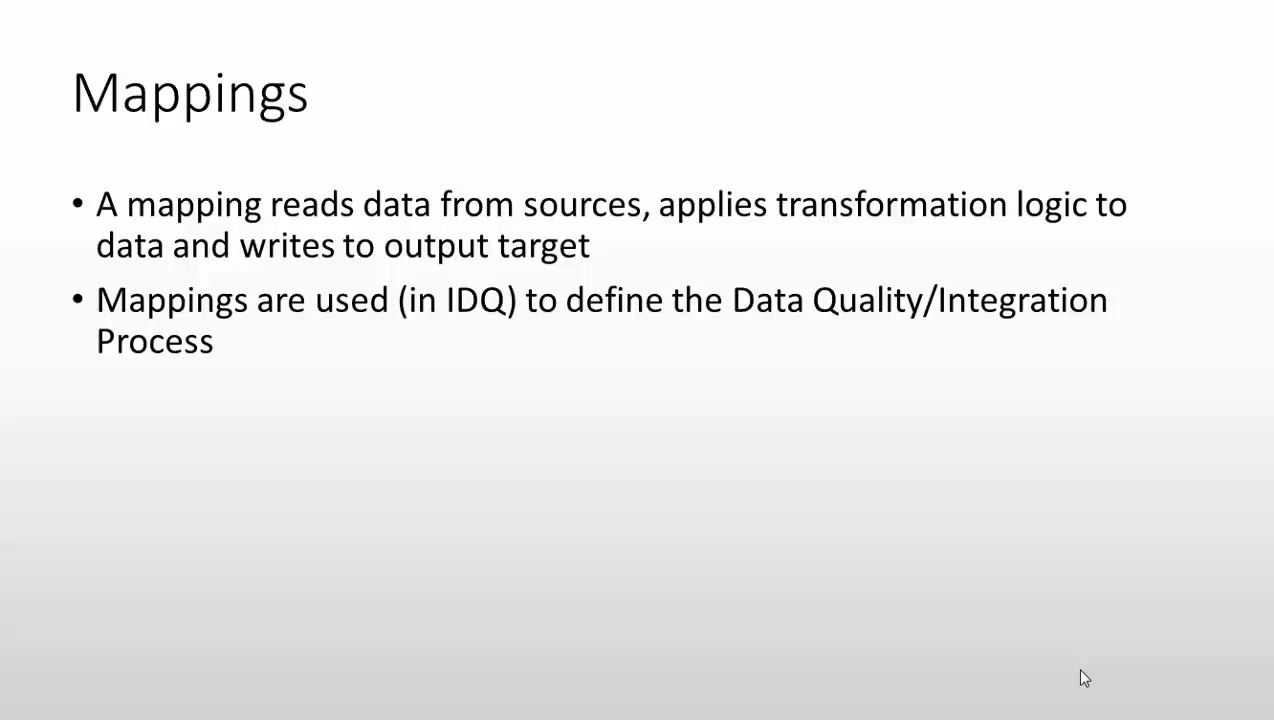 Mappings
• A mapping reads data from sources, applies transformation logic to
data and writes to output target
• Mappings are used (in IDQ) to define the Data Quality/Integration
Process